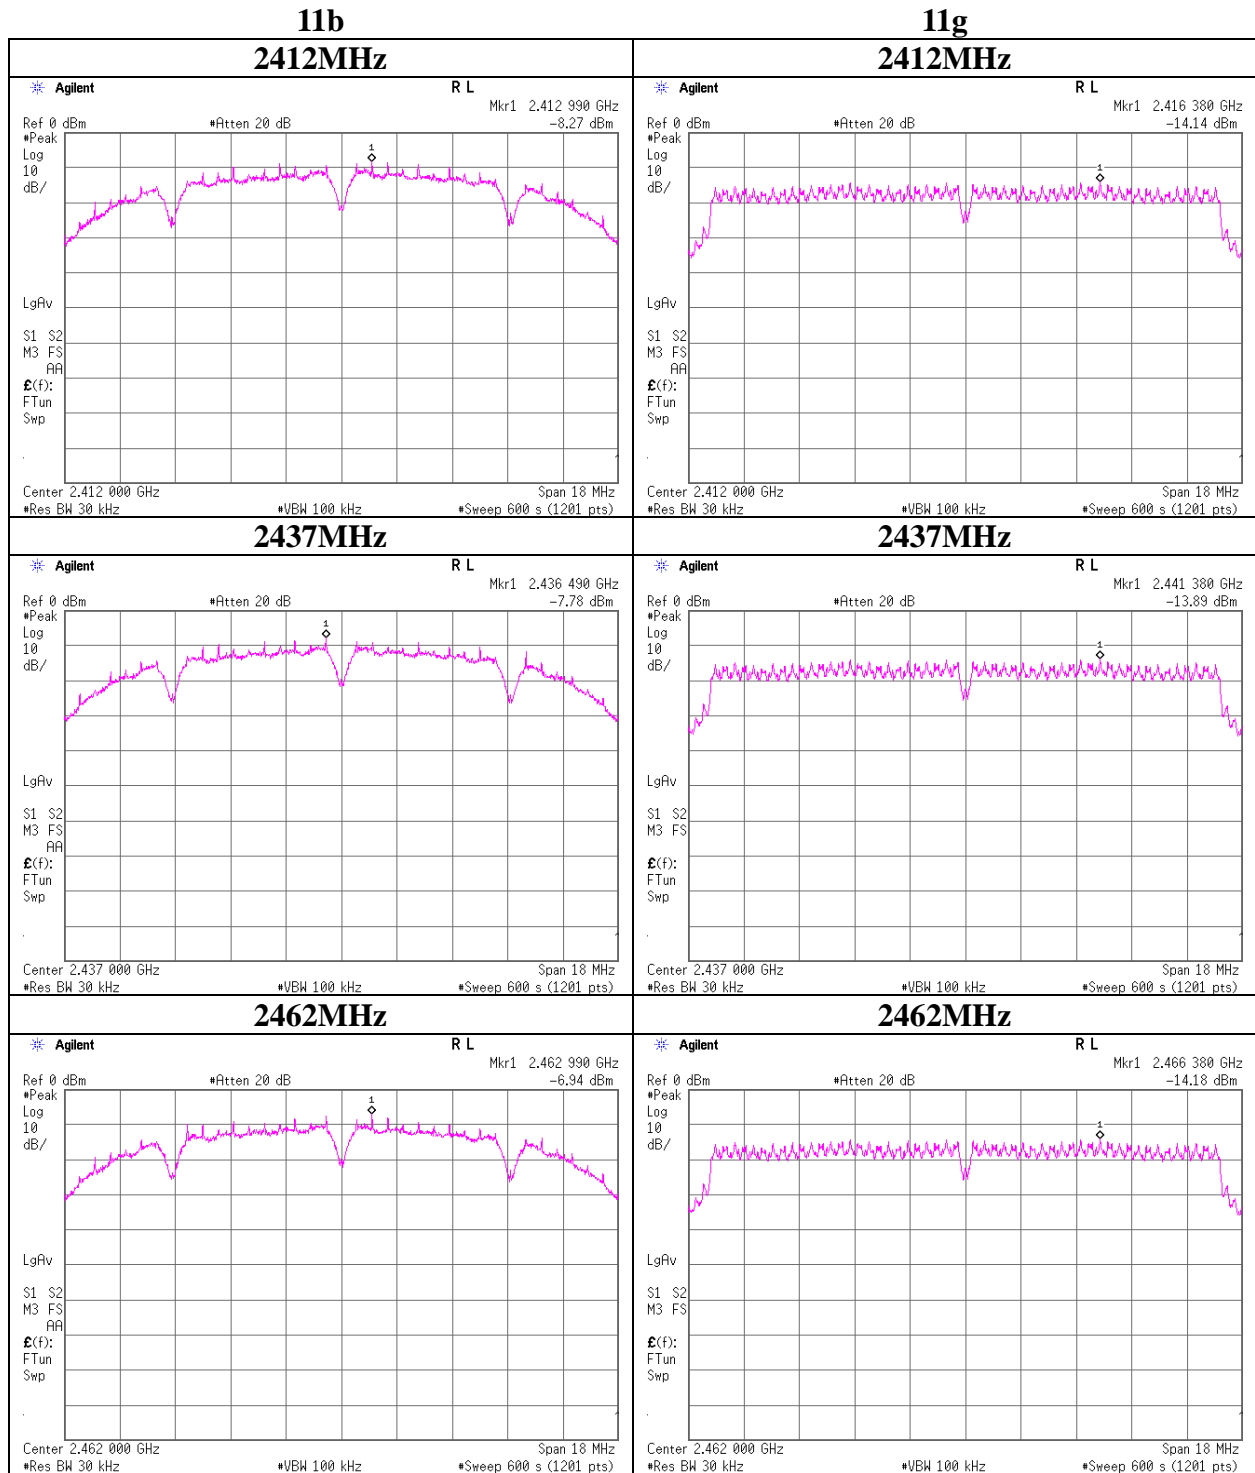 11b 11g
2412MHz 2412MHz
Agilent R L
Mkr1 2.412 990 GHz
Ref 0 dBm #Atten 20 dB -8.27 dBm
#Peak
Log
10
dB/
1
LgAv
S1 S2
M3 FS
AA
£(f):
FTun
Swp
Center 2.412 000 GHz Span 18 MHz
#Res BW 30 kHz #VBW 100 kHz #Sweep 600 s (1201 pts)
Agilent R L
Mkr1 2.416 380 GHz
Ref 0 dBm #Atten 20 dB -14.14 dBm
#Peak
Log
10
dB/
1
LgAv
S1 S2
M3 FS
AA
£(f):
FTun
Swp
Center 2.412 000 GHz Span 18 MHz
#Res BW 30 kHz #VBW 100 kHz #Sweep 600 s (1201 pts)
2437MHz 2437MHz
Agilent R L
Mkr1 2.436 490 GHz
Ref 0 dBm #Atten 20 dB -7.78 dBm
#Peak
Log
10
dB/
1
LgAv
S1 S2
M3 FS
AA
£(f):
FTun
Swp
Center 2.437 000 GHz Span 18 MHz
#Res BW 30 kHz #VBW 100 kHz #Sweep 600 s (1201 pts)
Agilent R L
Mkr1 2.441 380 GHz
Ref 0 dBm #Atten 20 dB -13.89 dBm
#Peak
Log
10
dB/
1
LgAv
S1 S2
M3 FS
£(f):
FTun
Swp
Center 2.437 000 GHz Span 18 MHz
#Res BW 30 kHz #VBW 100 kHz #Sweep 600 s (1201 pts)
2462MHz 2462MHz
Agilent R L
Mkr1 2.462 990 GHz
Ref 0 dBm #Atten 20 dB -6.94 dBm
#Peak
Log
10
dB/
1
LgAv
S1 S2
M3 FS
AA
£(f):
FTun
Swp
Center 2.462 000 GHz Span 18 MHz
#Res BW 30 kHz #VBW 100 kHz #Sweep 600 s (1201 pts)
Agilent R L
Mkr1 2.466 380 GHz
Ref 0 dBm #Atten 20 dB -14.18 dBm
#Peak
Log
10
dB/
1
LgAv
S1 S2
M3 FS
£(f):
FTun
Swp
Center 2.462 000 GHz Span 18 MHz
#Res BW 30 kHz #VBW 100 kHz #Sweep 600 s (1201 pts)